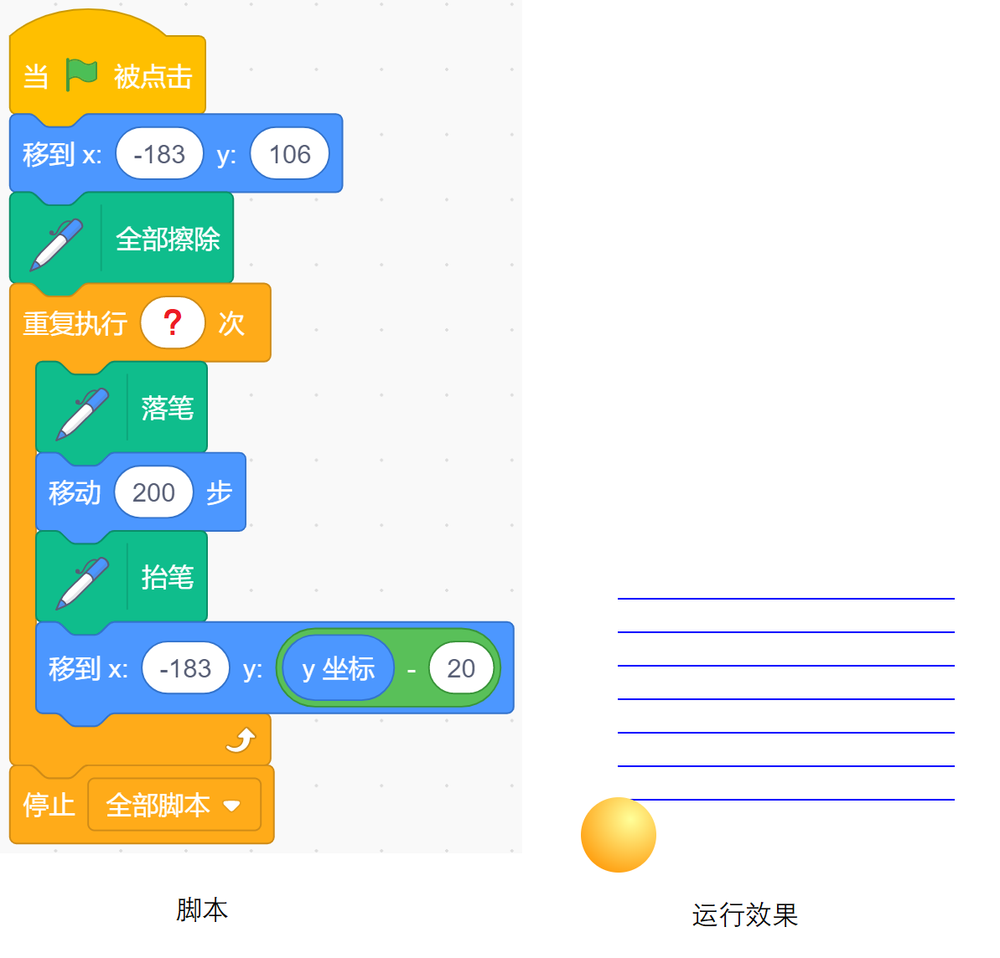 当 被点击
移到 x: -183 y: 106
全部擦除
重复执行 ? 次
落笔
移动 200 步
抬笔
移到 x: -183 y: y 坐标 - 20
停止 全部脚本
脚本
运行效果